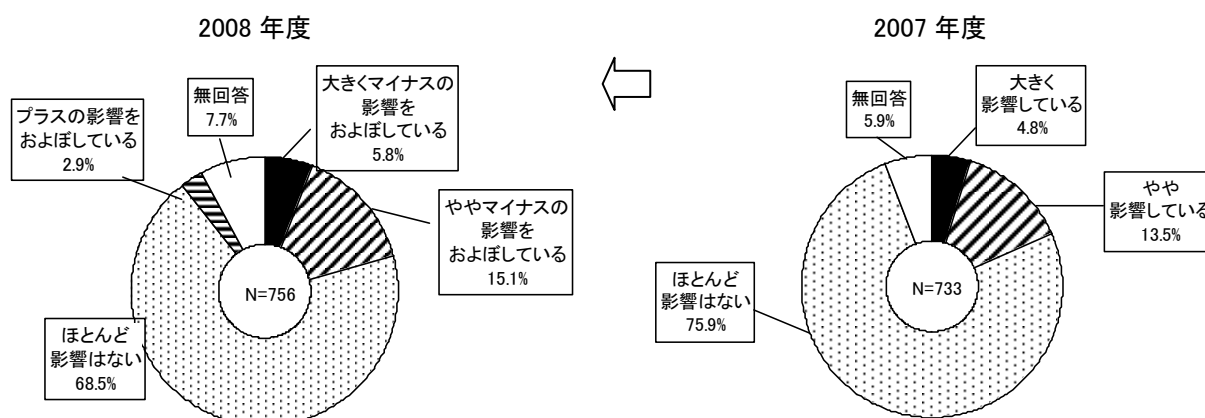 2008 年度
大きくマイナスの
影響を
およぼしている
5.8%
ややマイナスの
影響を
およぼしている
15.1%
ほとんど
影響はない
68.5%
プラスの影響を
およぼしている
2.9%
無回答
7.7%
N=756
2007 年度
大きく
影響している
4.8%
やや
影響している
13.5%
ほとんど
影響はない
75.9%
無回答
5.9%
N=733